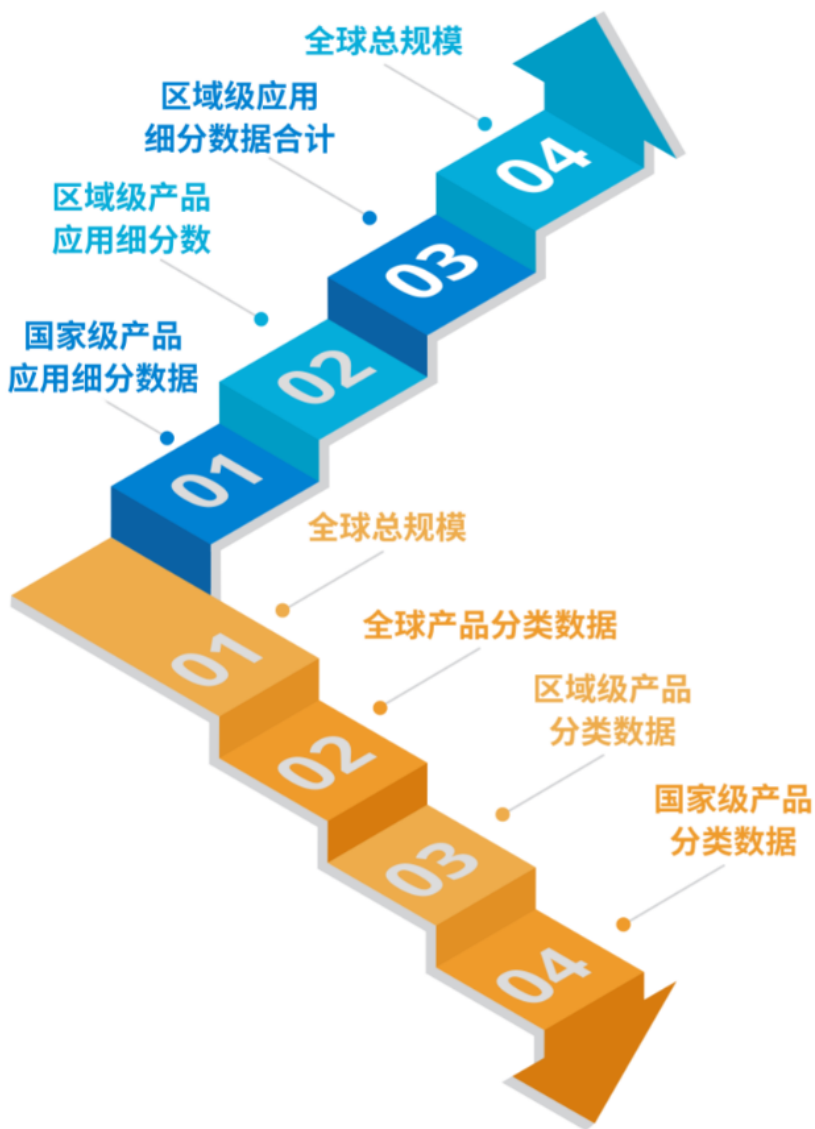 全球总规模
04
区域级应用
细分数据合计
03
区域级产品
应用细分数
02
国家级产品
应用细分数据
01
全球总规模
01
全球产品分类数据
02
区域级产品
分类数据
03
国家级产品
分类数据
04